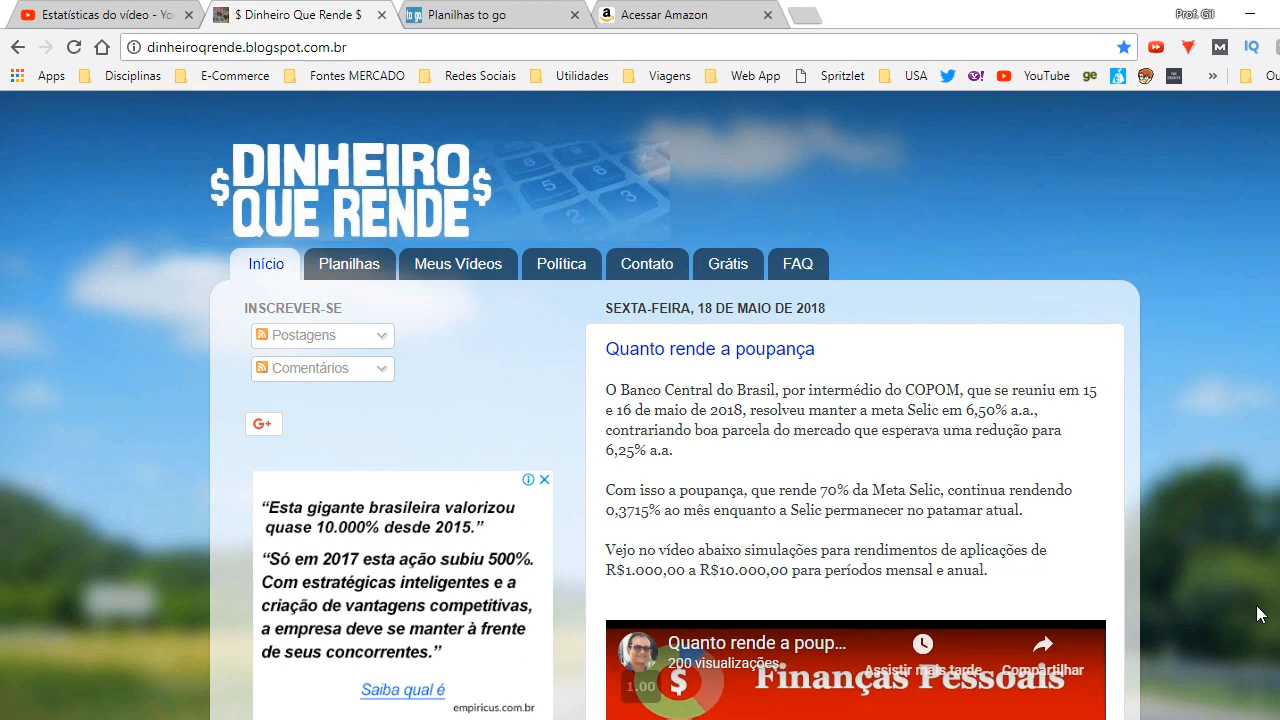 Estatísticas do vídeo - Yo
$ Dinheiro Que Rende $
Planilhas to go
Acessar Amazon
Prof. Gil
dinheiroqrende.blogspot.com.br
Apps
Disciplinas
E-Commerce
Fontes MERCADO
Redes Sociais
Utilidades
Viagens
Web App
Spritzlet
USA
YouTube
ge
»
Ou
$DINHEIRO$
QUE RENDE
Início
Planilhas
Meus Vídeos
Política
Contato
Grátis
FAQ
INSCREVER-SE
Postagens
Comentários
G+
“Esta gigante brasileira valorizou
quase 10.000% desde 2015.”
“Só em 2017 esta ação subiu 500%.
Com estratégicas inteligentes e a
criação de vantagens competitivas,
a empresa deve se manter à frente
de seus concorrentes.”
Saiba qual é
empiricus.com.br
SEXTA-FEIRA, 18 DE MAIO DE 2018
Quanto rende a poupança
O Banco Central do Brasil, por intermédio do COPOM, que se reuniu em 15
e 16 de maio de 2018, resolveu manter a meta Selic em 6,50% a.a.,
contrariando boa parcela do mercado que esperava uma redução para
6,25% a.a.
Com isso a poupança, que rende 70% da Meta Selic, continua rendendo
0,3715% ao mês enquanto a Selic permanecer no patamar atual.
Vejo no vídeo abaixo simulações para rendimentos de aplicações de
R$1.000,00 a R$10.000,00 para períodos mensal e anual.
Quanto rende a poup...
200 visualizações
Assistir mais tarde
Compartilhar
1.00
$
Finanças Pessoais